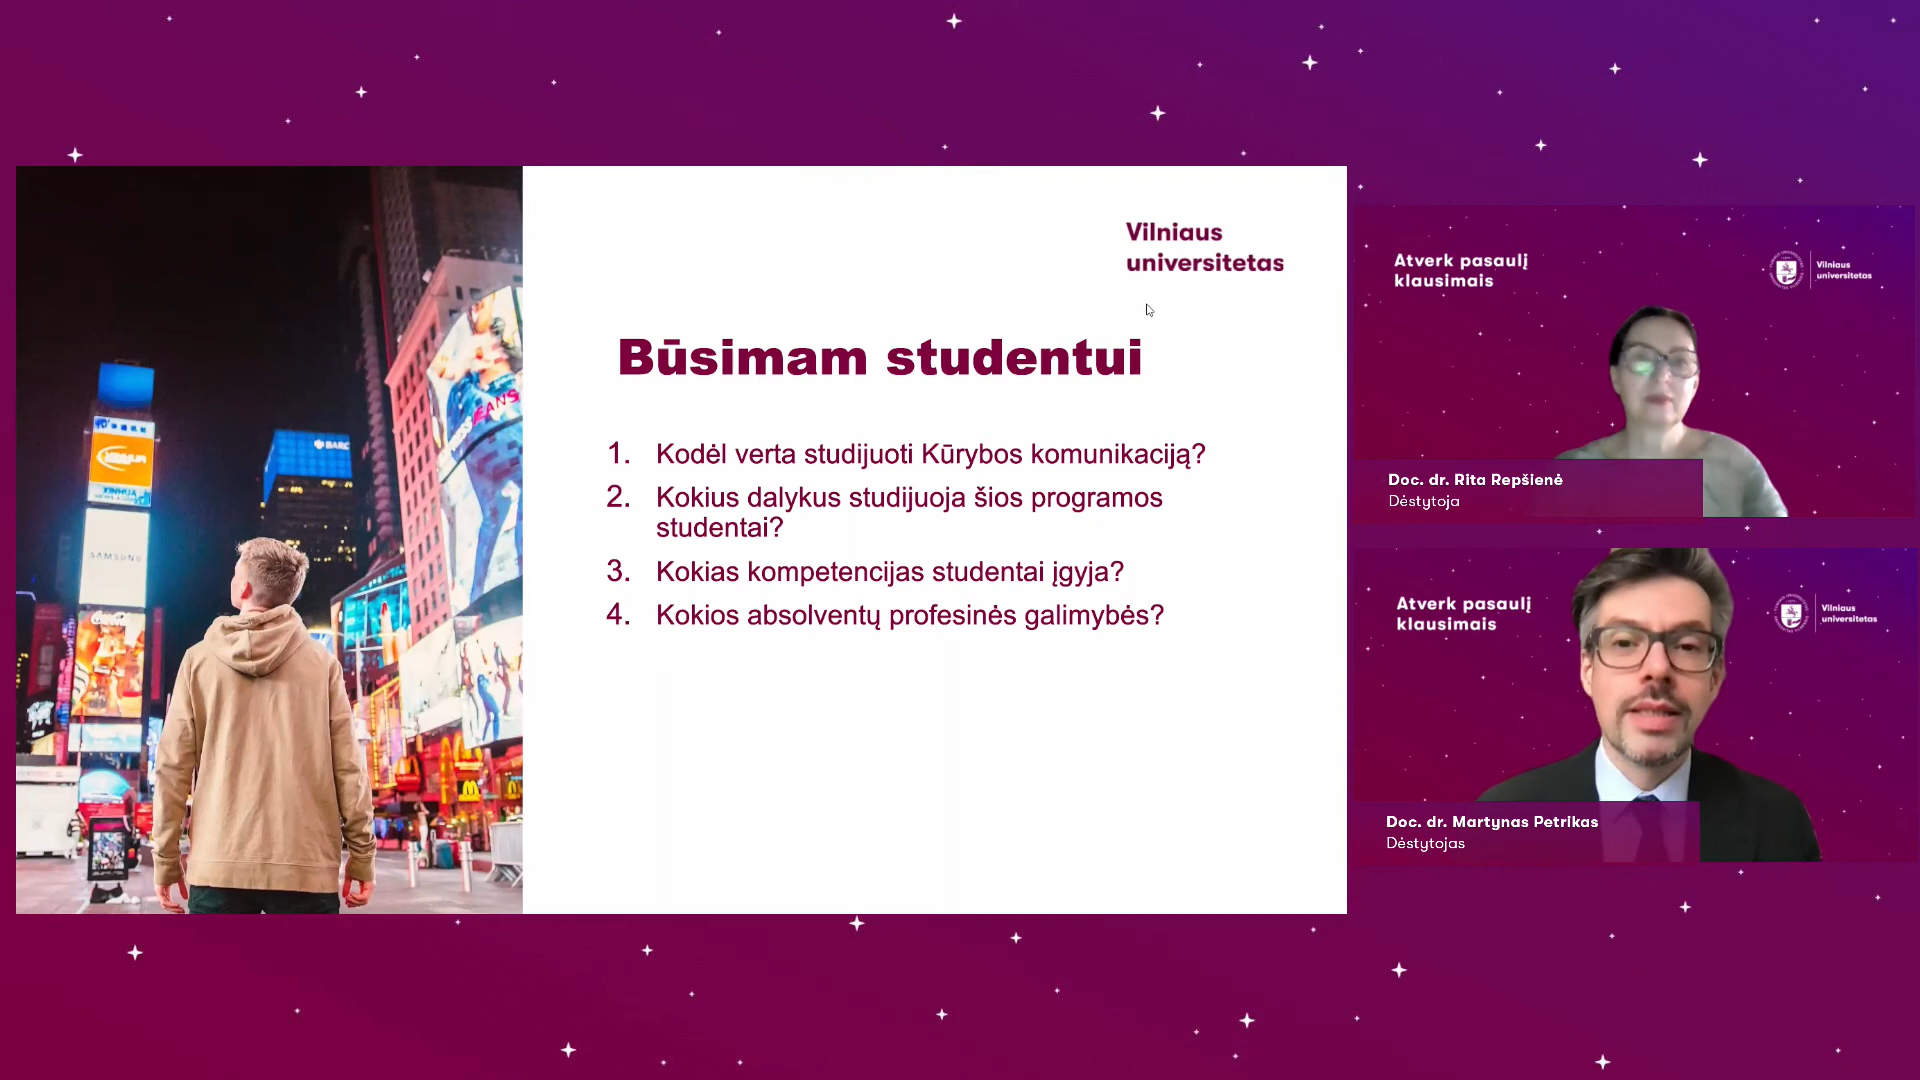 Vilniaus
universitetas
Būsimam studentui
1. Kodėl verta studijuoti Kūrybos komunikaciją?
2. Kokius dalykus studijuoja šios programos
studentai?
3. Kokias kompetencijas studentai įgyja?
4. Kokios absolventų profesinės galimybės?
BARC
SAMSUNG
Atverk pasaulį
klausimais
Vilniaus
universitetas
Doc. dr. Rita Repšienė
Dėstytoja
Atverk pasaulį
klausimais
Vilniaus
universitetas
Doc. dr. Martynas Petrikas
Dėstytojas